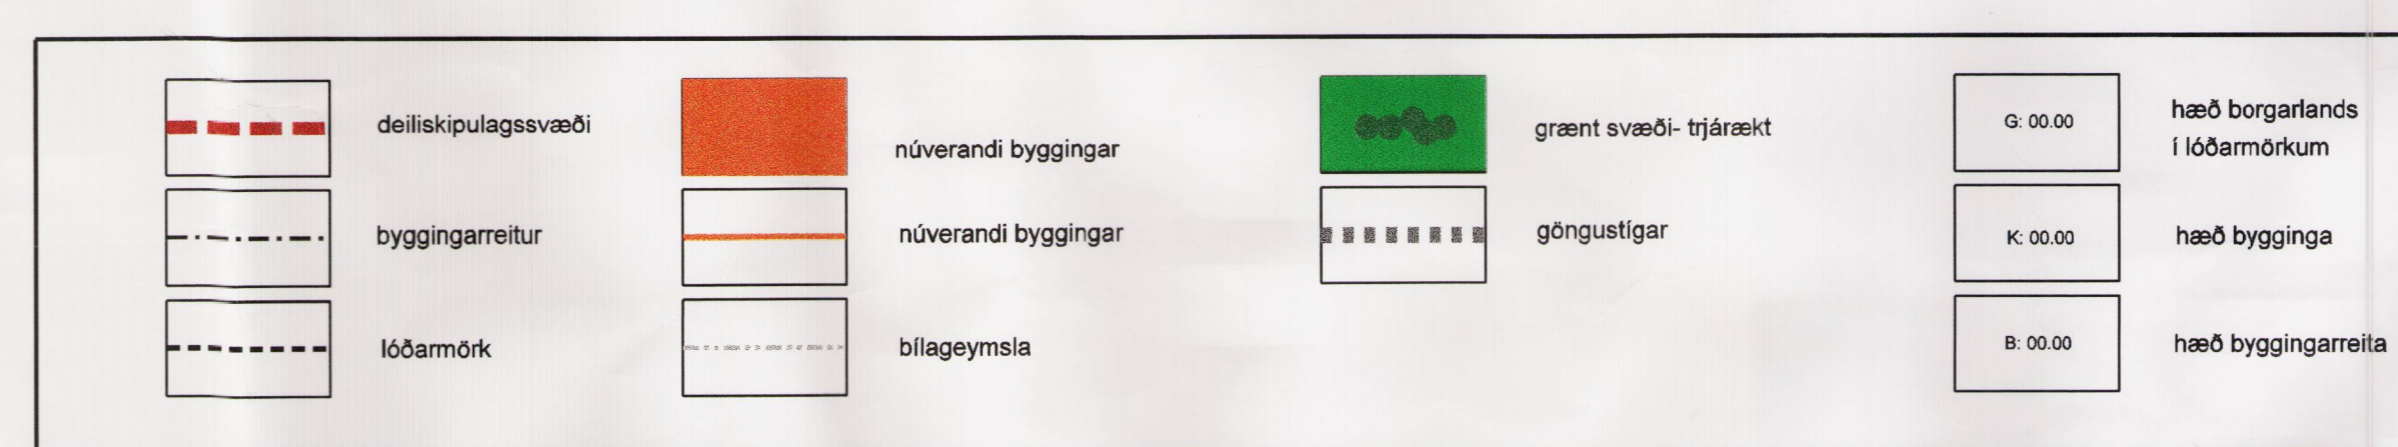 deiliskipulagssvæði
byggingarreitur
lóðarmörk
núverandi byggingar
núverandi byggingar
bílageymsla
grænt svæði- trjárækt
göngustígar
G: 00.00
hæð borgarlands
í lóðarmörkum
K: 00.00
hæð bygginga
B: 00.00
hæð byggingarreita